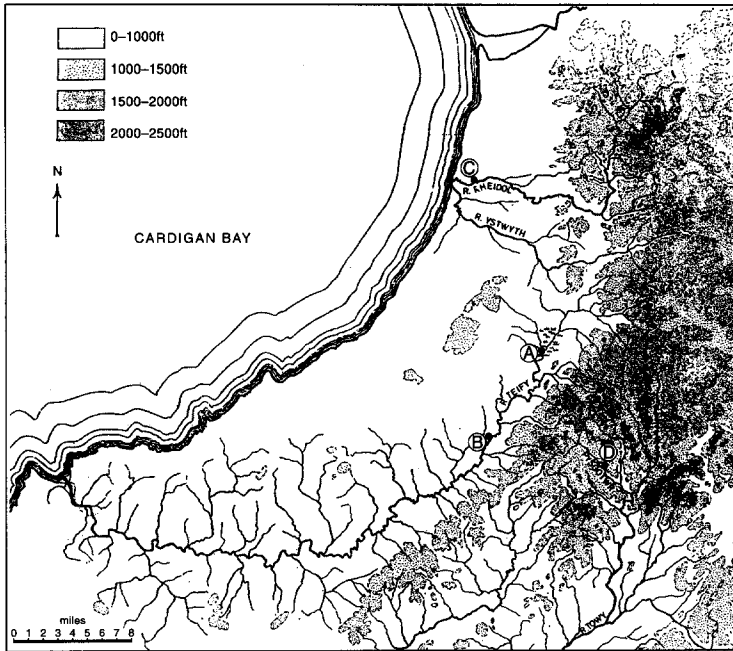 0–1000ft
1000–1500ft
1500–2000ft
2000–2500ft
N
CARDIGAN BAY
C
R. RHEIDOL
R. YSTWYTH
A
R. TEIFY
B
D
R. TOWY
miles
0 1 2 3 4 5 6 7 8